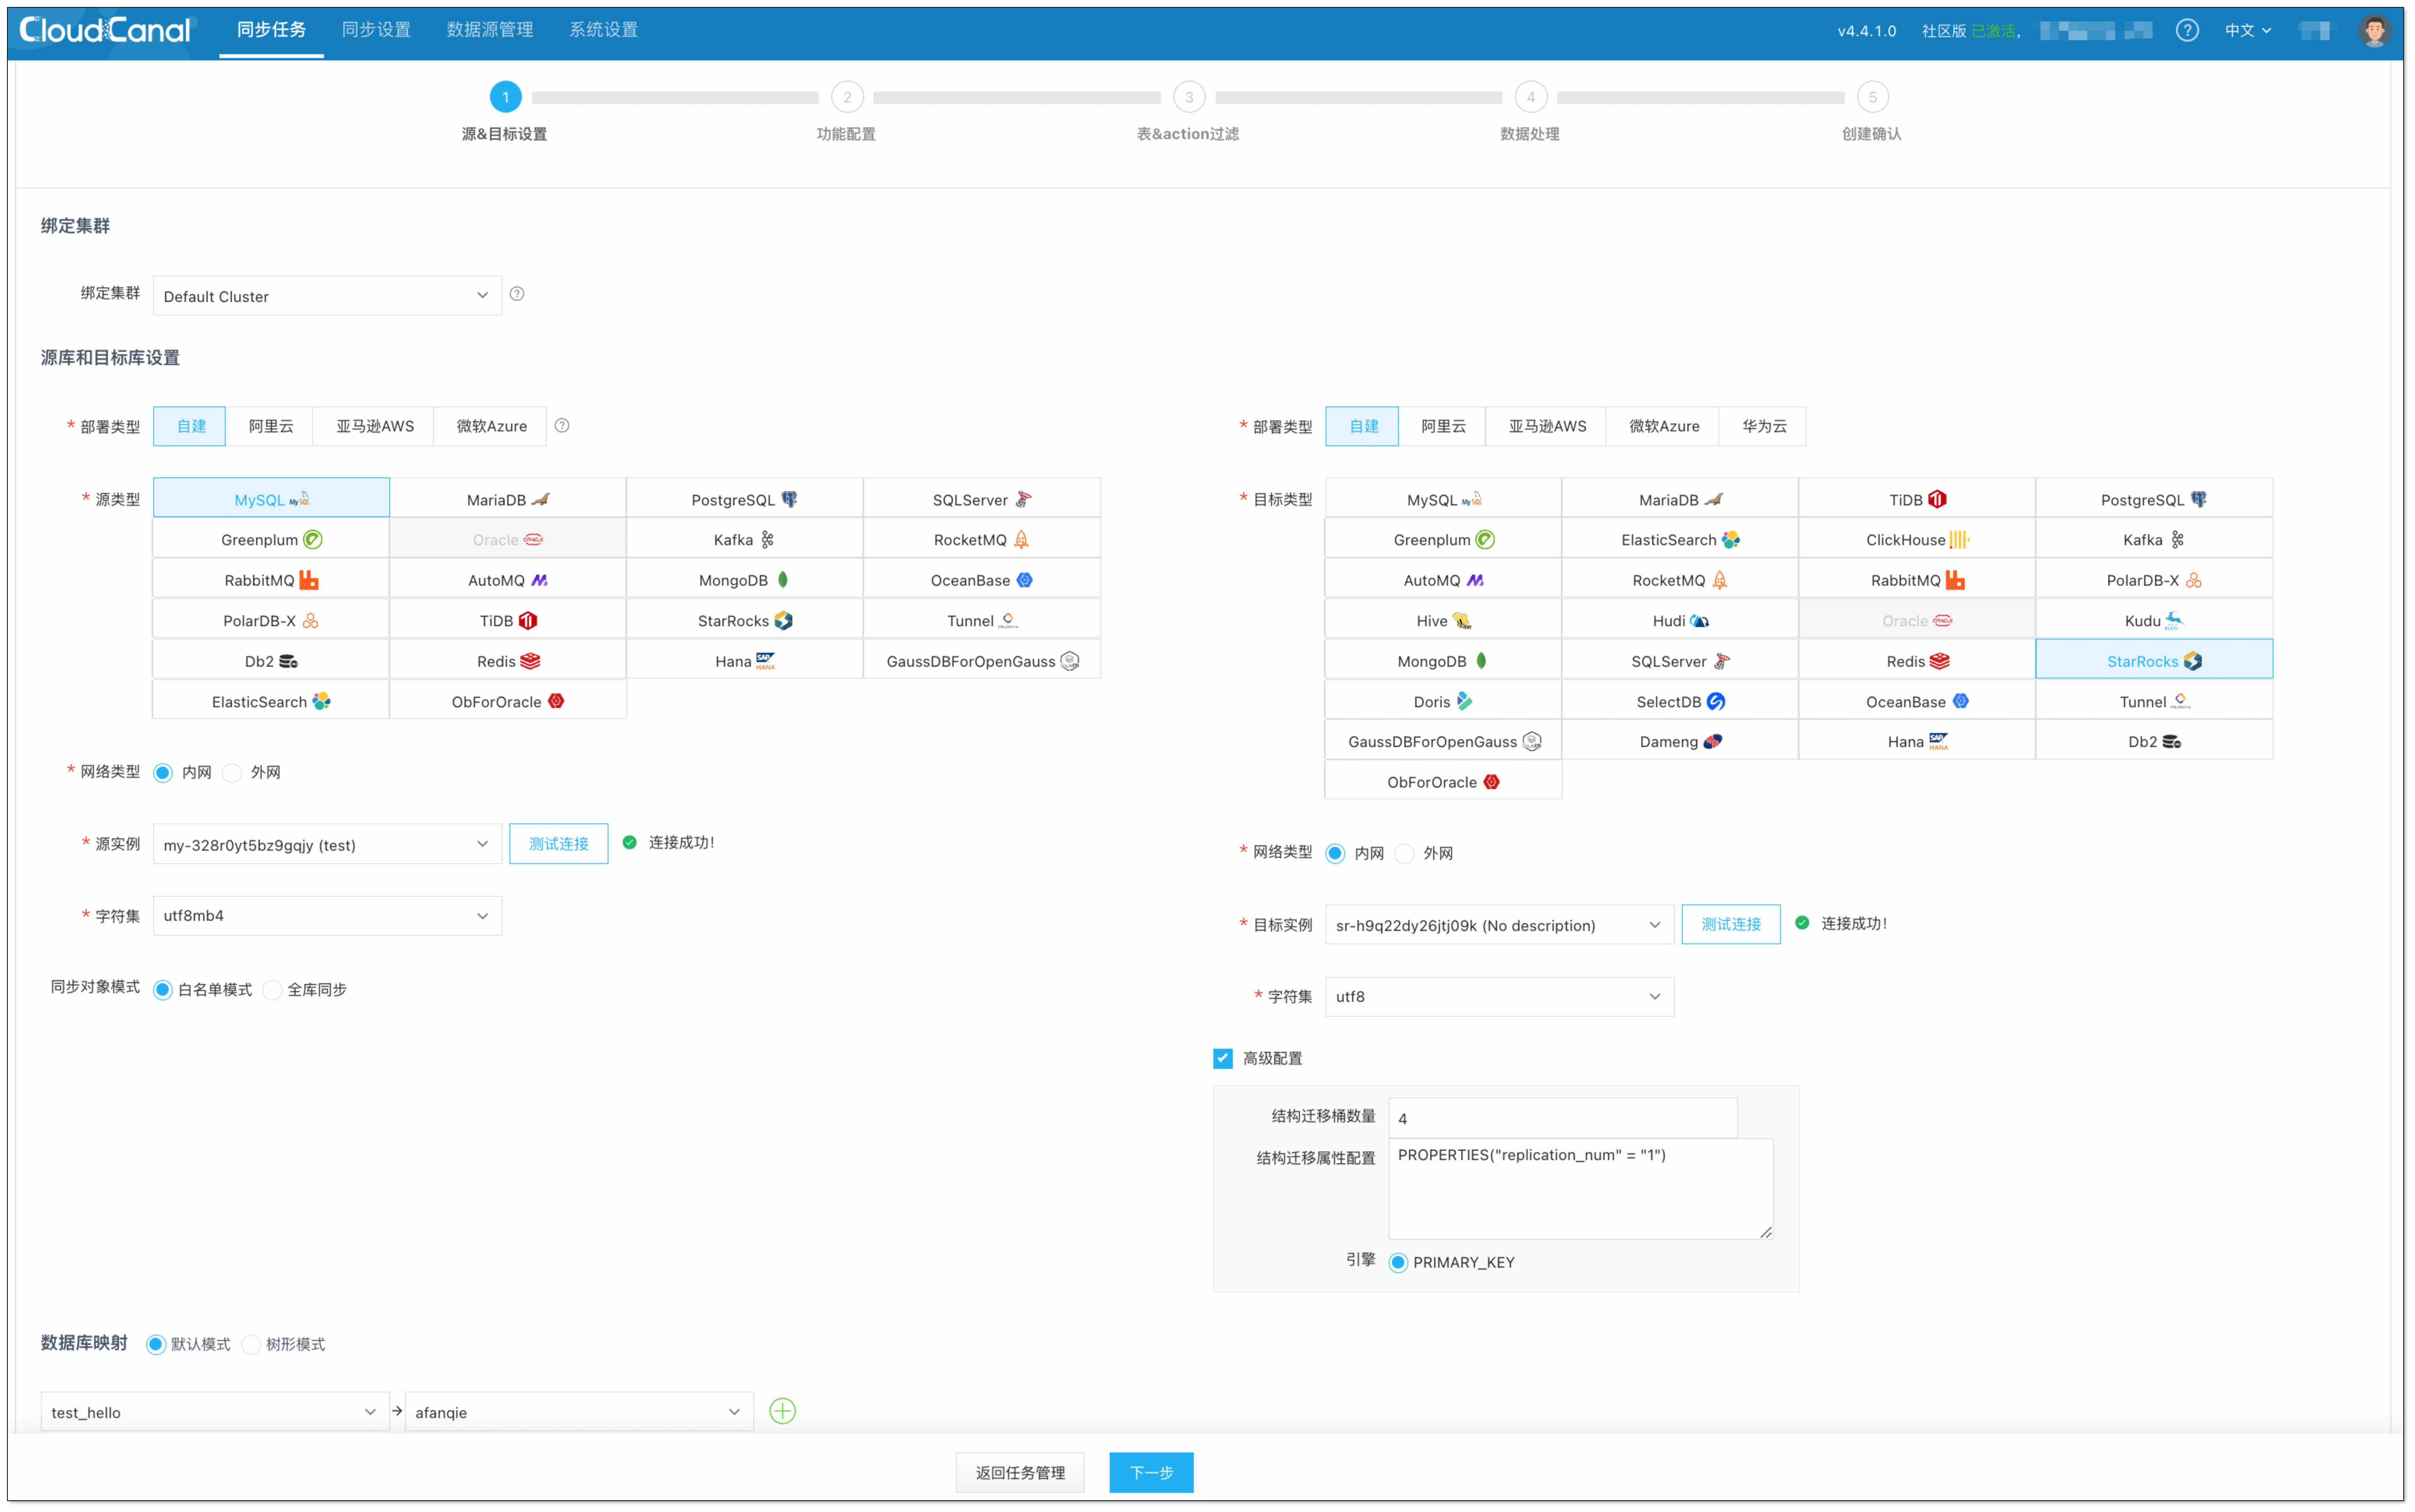 CloudCanal 同步任务 同步设置 数据源管理 系统设置 v4.4.1.0 社区版 已激活, 中文
1 2 3 4 5
源&目标设置 功能配置 表&action过滤 数据处理 创建确认
绑定集群
绑定集群 Default Cluster
源库和目标库设置
* 部署类型 自建 阿里云 亚马逊AWS 微软Azure
* 源类型 MySQL MariaDB PostgreSQL SQLServer
Greenplum Oracle Kafka RocketMQ
RabbitMQ AutoMQ MongoDB OceanBase
PolarDB-X TiDB StarRocks Tunnel
Db2 Redis Hana GaussDBForOpenGauss
ElasticSearch ObForOracle
* 网络类型 内网 外网
* 源实例 my-328r0yt5bz9gqjy (test) 测试连接 连接成功!
* 字符集 utf8mb4
同步对象模式 白名单模式 全库同步
* 部署类型 自建 阿里云 亚马逊AWS 微软Azure 华为云
* 目标类型 MySQL MariaDB TiDB PostgreSQL
Greenplum ElasticSearch ClickHouse Kafka
AutoMQ RocketMQ RabbitMQ PolarDB-X
Hive Hudi Oracle Kudu
MongoDB SQLServer Redis StarRocks
Doris SelectDB OceanBase Tunnel
GaussDBForOpenGauss Dameng Hana Db2
ObForOracle
* 网络类型 内网 外网
* 目标实例 sr-h9q22dy26jtj09k (No description) 测试连接 连接成功!
* 字符集 utf8
高级配置
结构迁移桶数量 4
结构迁移属性配置 PROPERTIES("replication_num" = "1")
引擎 PRIMARY_KEY
数据库映射 默认模式 树形模式
test_hello → afanqie
返回任务管理 下一步